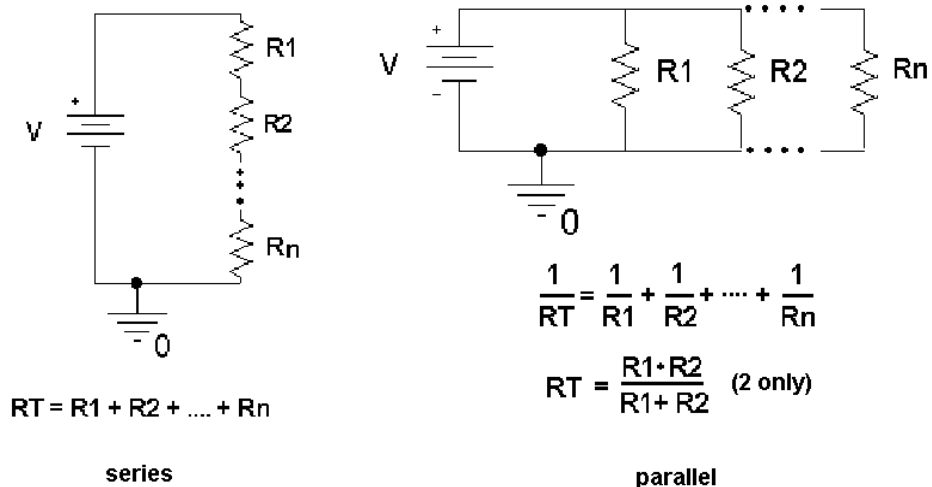 +
V
R1
R2
Rn
0
RT = R1 + R2 + .... + Rn
series
+
V
−
R1
R2
Rn
0
1/RT = 1/R1 + 1/R2 + .... + 1/Rn
RT = R1•R2/R1+R2 (2 only)
parallel